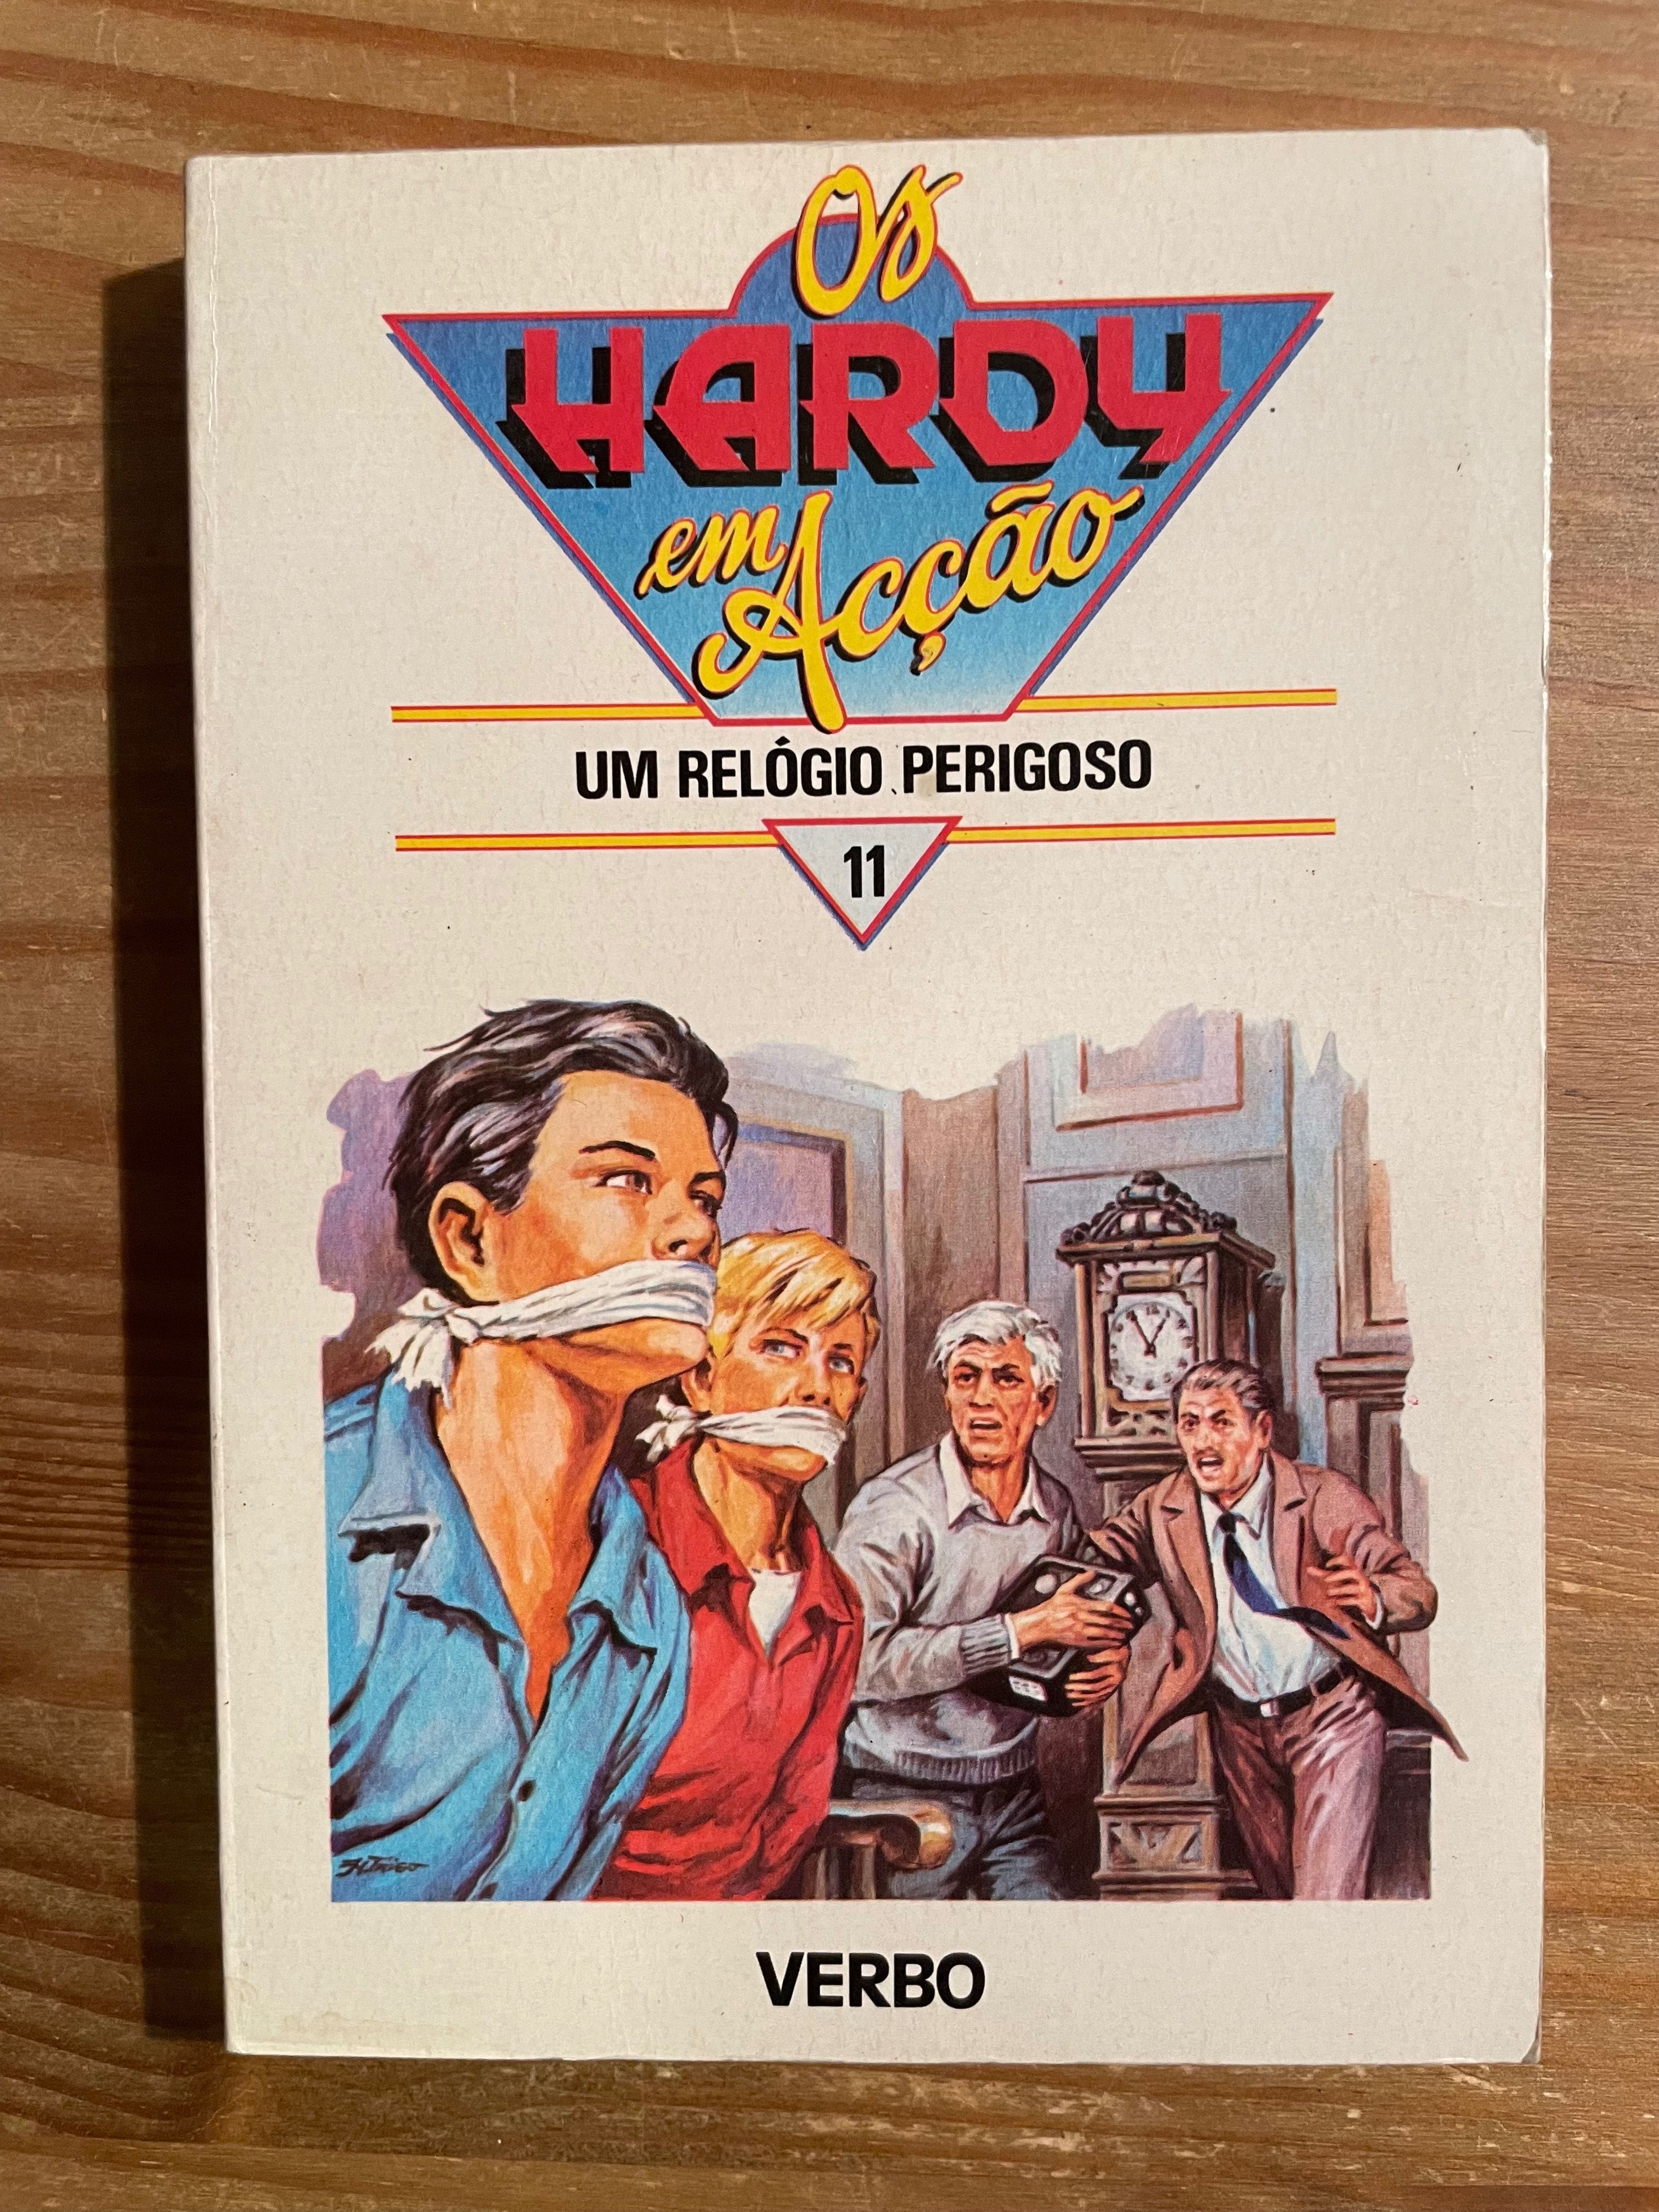 Os
HARDY
em
Acção
UM RELÓGIO PERIGOSO
11
VERBO